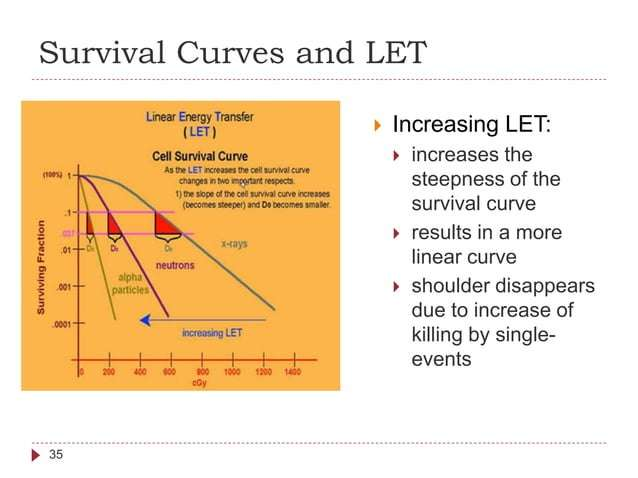 Survival Curves and LET
Linear Energy Transfer
( LET )
Cell Survival Curve
As the LET increases the cell survival curve
changes in two important respects.
1) the slope of the cell survival curve increases
(becomes steeper) and D₀ becomes smaller.
(100%) 1
.1
.037
.01
.001
.0001
Surviving Fraction
D₀
D₀
D₀
x-rays
neutrons
alpha
particles
increasing LET
0 200 400 600 800 1000 1200 1400
cGy
Increasing LET:
increases the
steepness of the
survival curve
results in a more
linear curve
shoulder disappears
due to increase of
killing by single-
events
35